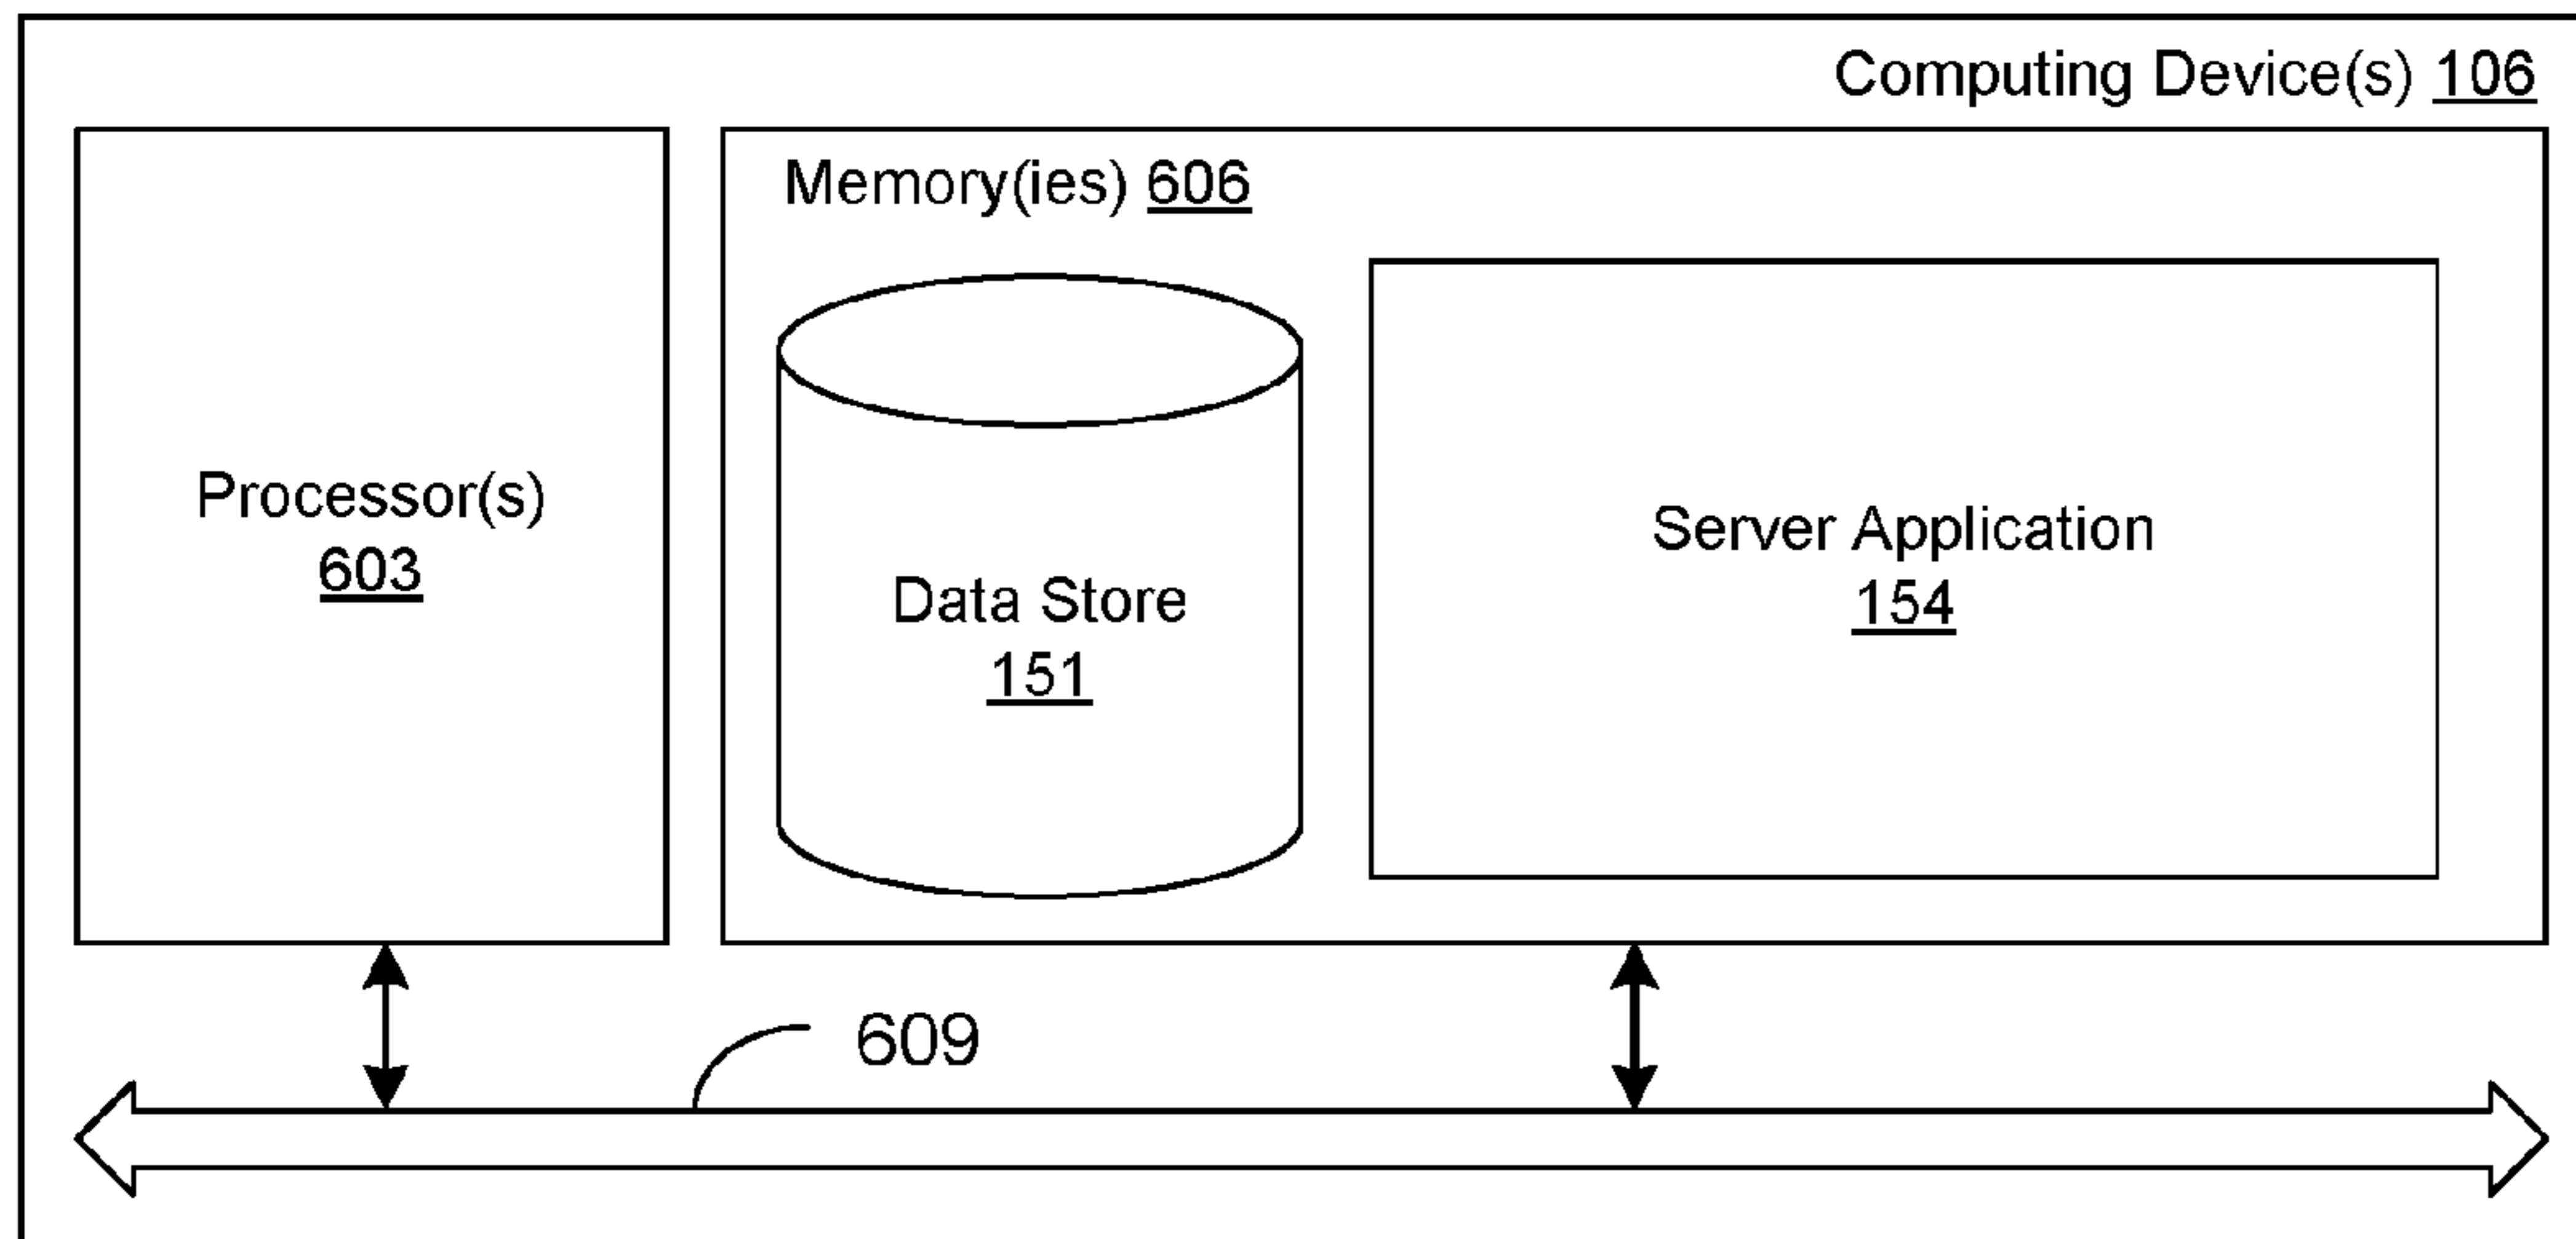 Computing Device(s) 106
Memory(ies) 606
Processor(s)
603
Data Store
151
Server Application
154
609